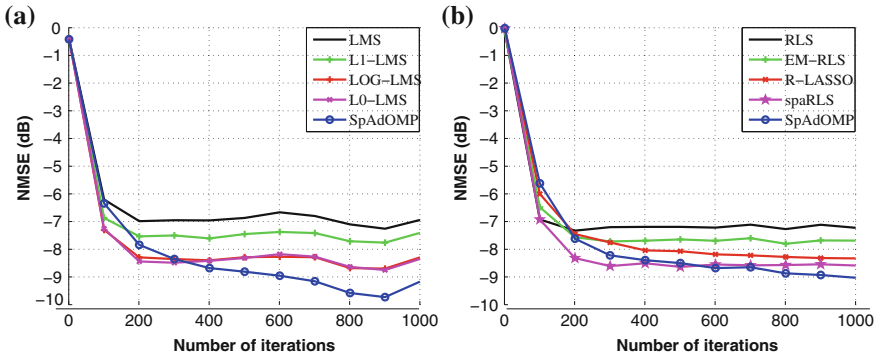 (a)
0
−1
−2
−3
−4
−5
−6
−7
−8
−9
−10
NMSE (dB)
0
200
400
600
800
1000
Number of iterations
LMS
L1−LMS
LOG−LMS
L0−LMS
SpAdOMP
(b)
0
−1
−2
−3
−4
−5
−6
−7
−8
−9
−10
NMSE (dB)
0
200
400
600
800
1000
Number of iterations
RLS
EM−RLS
R−LASSO
spaRLS
SpAdOMP